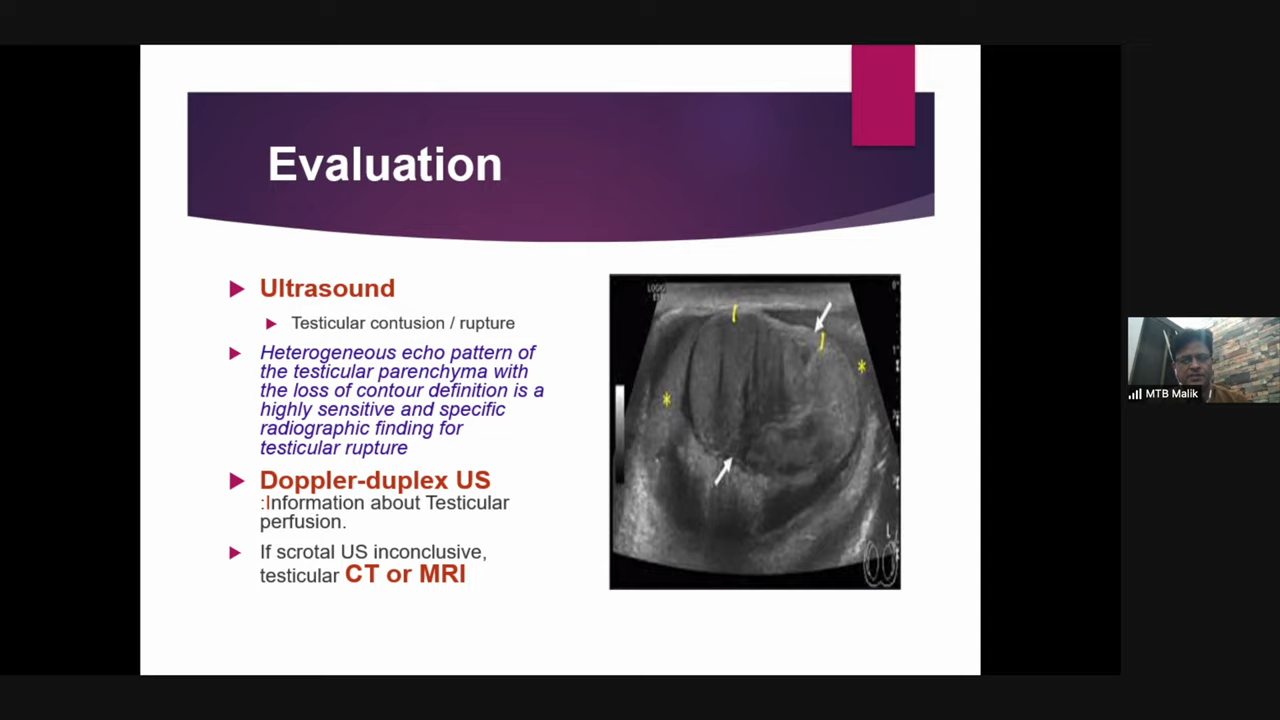 Evaluation
Ultrasound
Testicular contusion / rupture
Heterogeneous echo pattern of
the testicular parenchyma with
the loss of contour definition is a
highly sensitive and specific
radiographic finding for
testicular rupture
Doppler-duplex US
:Information about Testicular
perfusion.
If scrotal US inconclusive,
testicular CT or MRI
L
MTB Malik